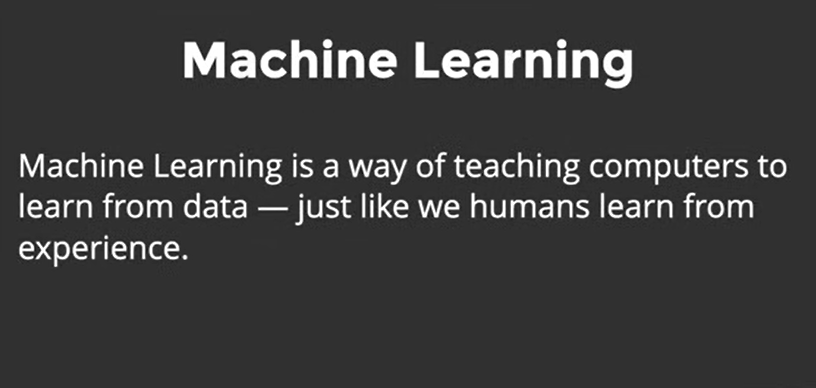 Machine Learning
Machine Learning is a way of teaching computers to
learn from data — just like we humans learn from
experience.